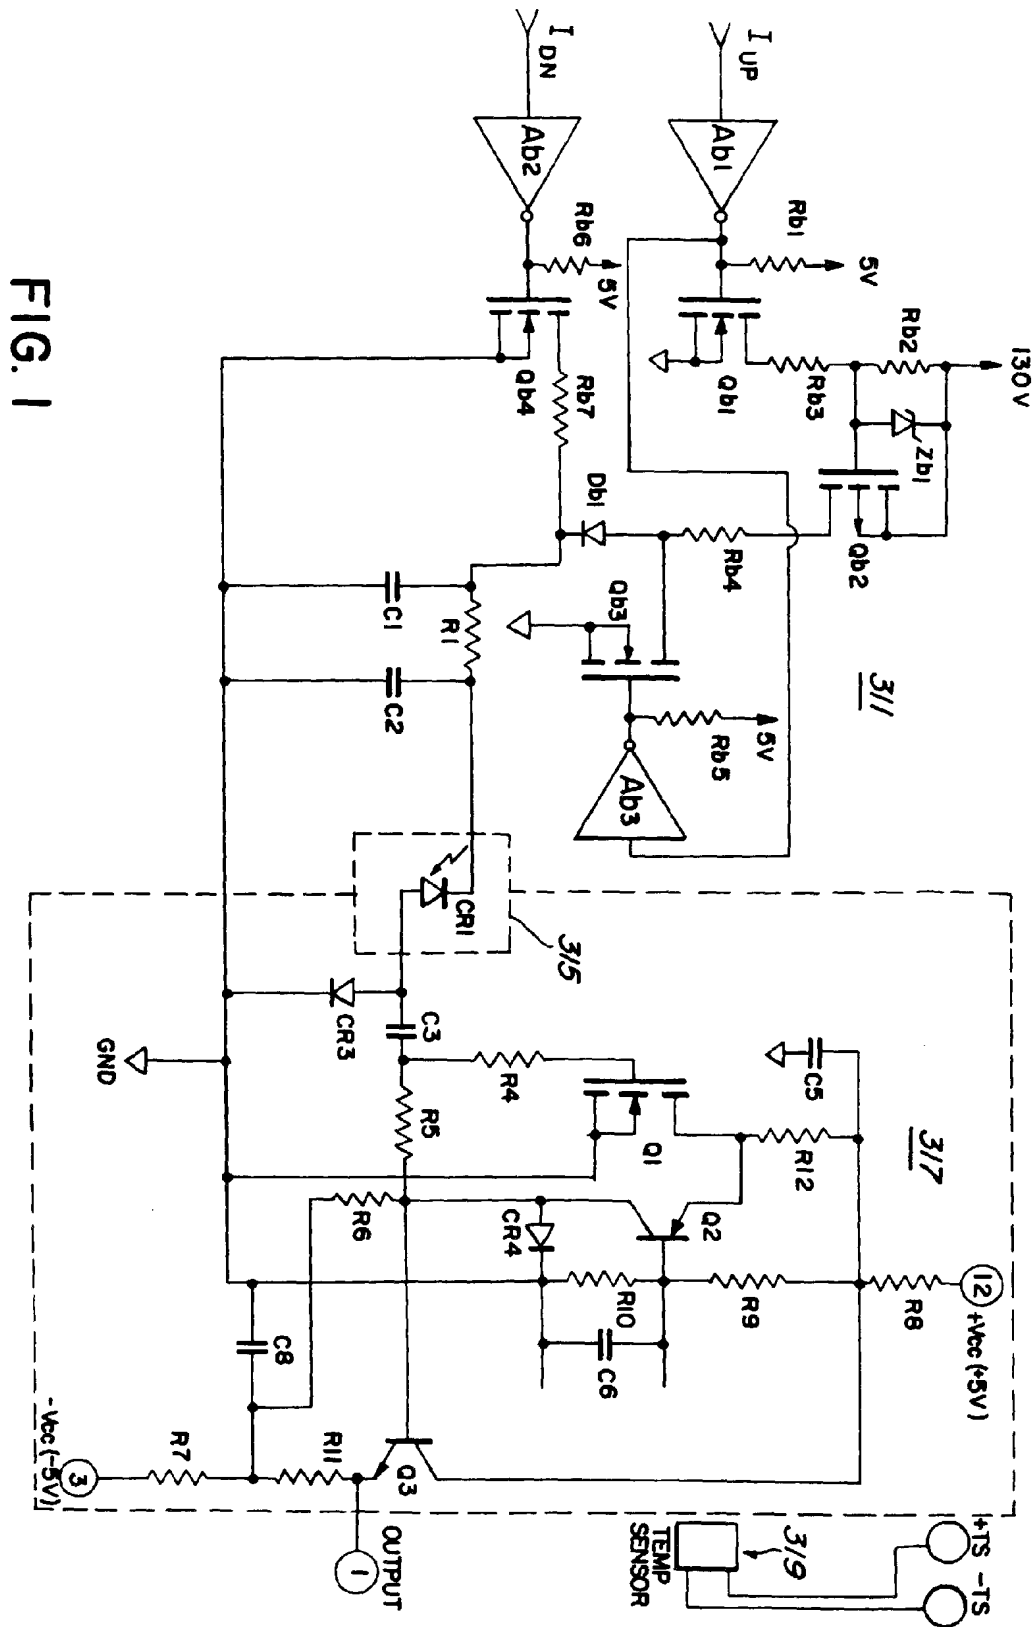 I UP
I DN
Ab1
Ab2
Rb1
5V
Rb6
5V
130V
Rb2
Zb1
Rb3
Qb1
Qb2
Qb4
Rb7
Db1
Rb4
Qb3
311
5V
Rb5
Ab3
C1
R1
C2
315
CR1
CR3
C3
GND
R4
R5
C5
317
Q1
R12
Q2
R6
CR4
R10
R9
R8
12
+Vcc (+5V)
C6
C8
R7
R11
Q3
3
-Vcc (-5V)
OUTPUT
1
TEMP
SENSOR
319
+TS
-TS
FIG. 1